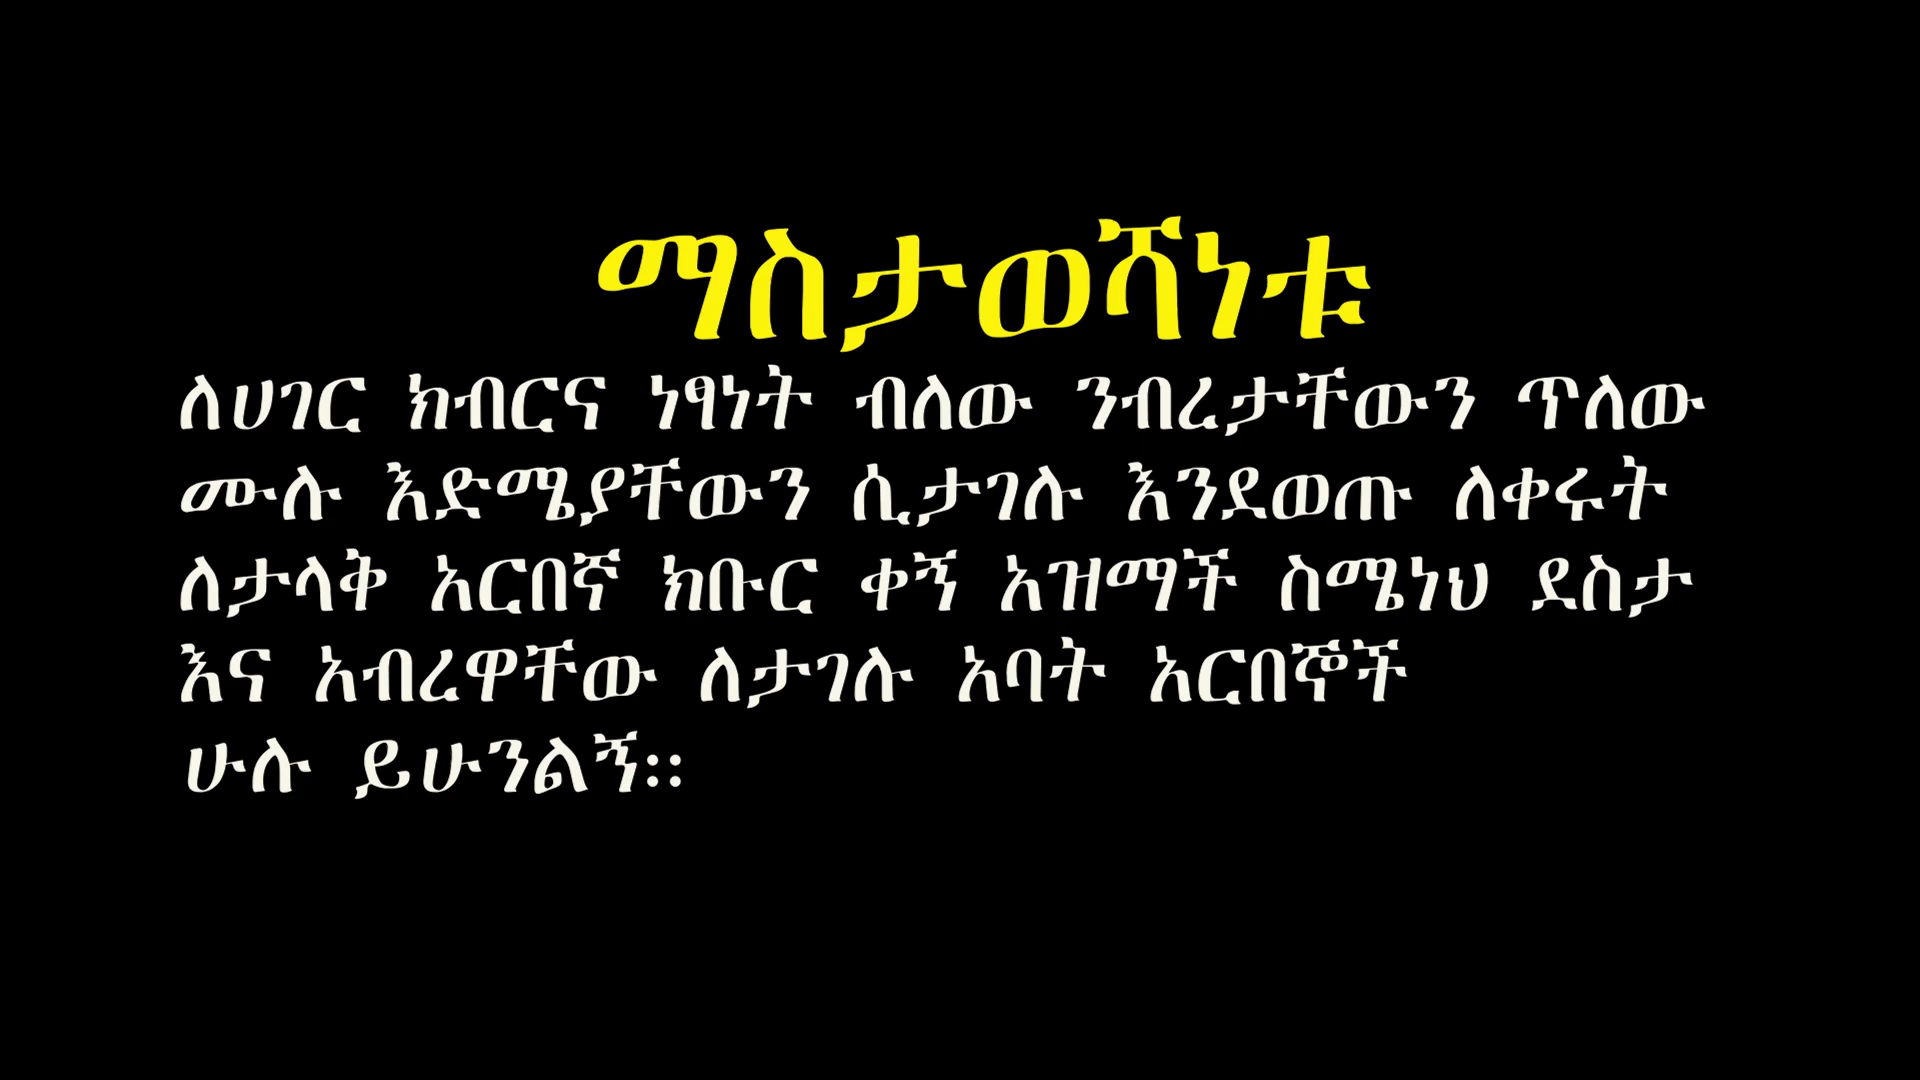 ማስታወሻነቱ
ለሀገር ክብርና ነፃነት ብለው ንብረታቸውን ጥለው
ሙሉ እድሜያቸውን ሲታገሉ እንደወጡ ለቀሩት
ለታላቅ አርበኛ ክቡር ቀኝ አዝማች ስሜነህ ደስታ
እና አብረዋቸው ለታገሉ አባት አርበኞች
ሁሉ ይሁንልኝ።